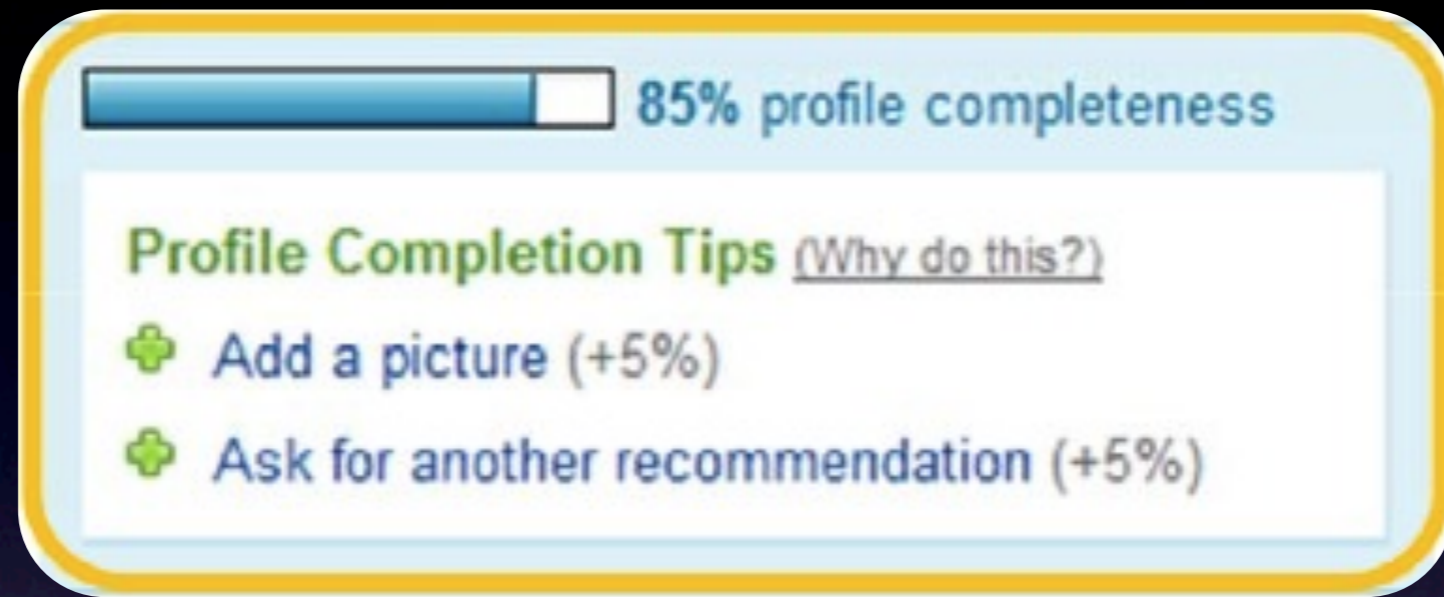 85% profile completeness
Profile Completion Tips (Why do this?)
Add a picture (+5%)
Ask for another recommendation (+5%)